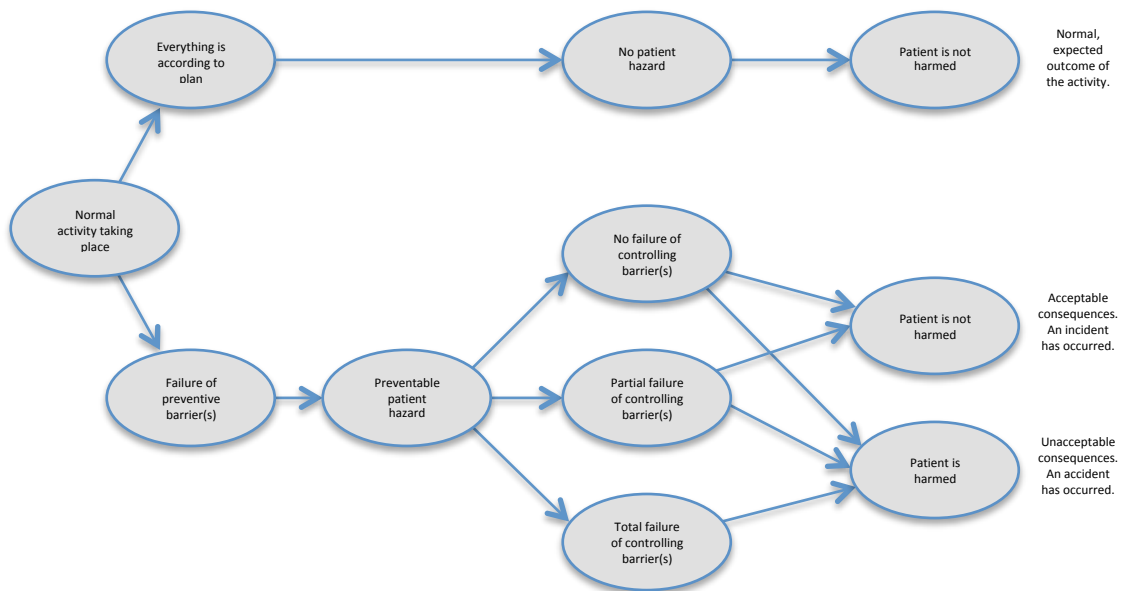 Everything is
according to
plan
No patient
hazard
Patient is not
harmed
Normal,
expected
outcome of
the activity.
Normal
activity taking
place
No failure of
controlling
barrier(s)
Patient is not
harmed
Acceptable
consequences.
An incident
has occurred.
Failure of
preventive
barrier(s)
Preventable
patient
hazard
Partial failure
of controlling
barrier(s)
Patient is
harmed
Unacceptable
consequences.
An accident
has occurred.
Total failure
of controlling
barrier(s)